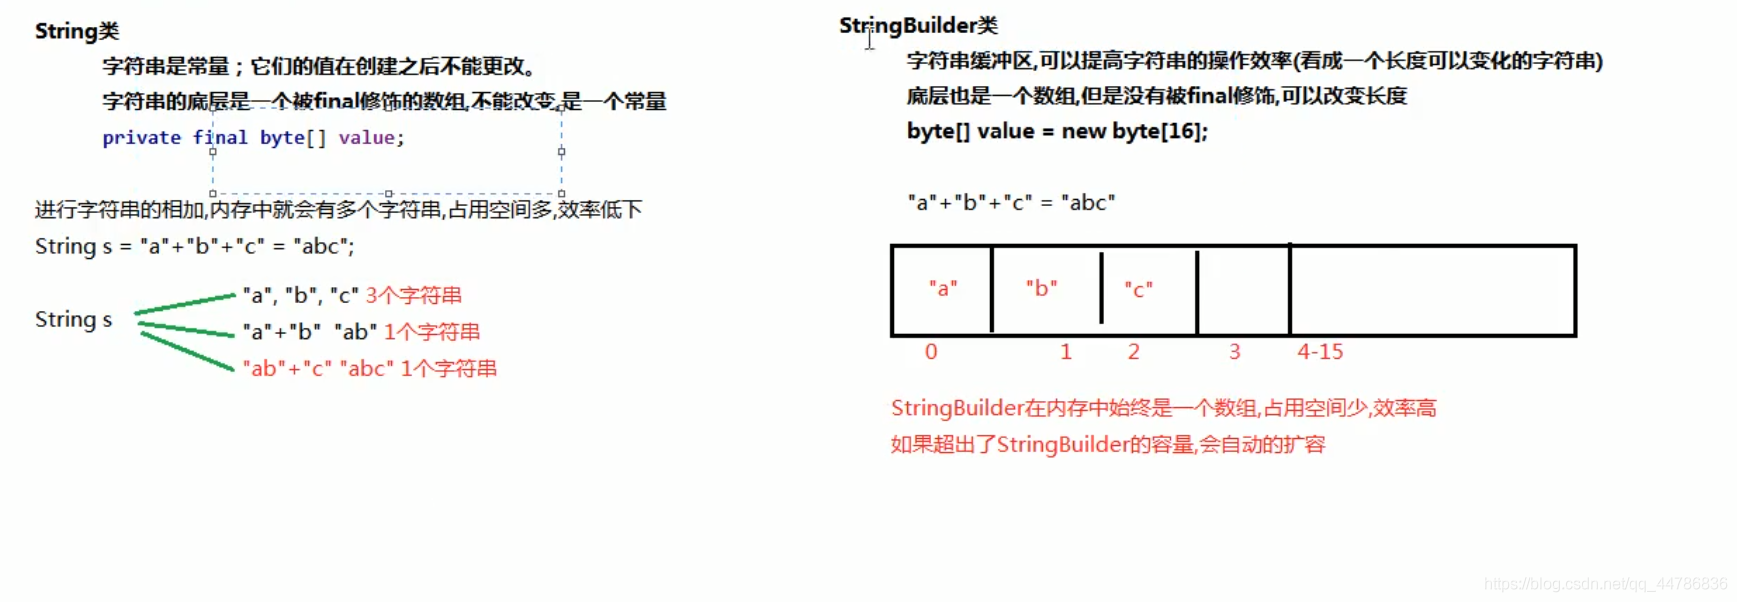 String类
字符串是常量；它们的值在创建之后不能更改。
字符串的底层是一个被final修饰的数组,不能改变,是一个常量
private final byte[] value;
进行字符串的相加,内存中就会有多个字符串,占用空间多,效率低下
String s = "a"+"b"+"c" = "abc";
String s
"a", "b", "c" 3个字符串
"a"+"b" "ab" 1个字符串
"ab"+"c" "abc" 1个字符串
StringBuilder类
字符串缓冲区,可以提高字符串的操作效率(看成一个长度可以变化的字符串)
底层也是一个数组,但是没有被final修饰,可以改变长度
byte[] value = new byte[16];
"a"+"b"+"c" = "abc"
"a" "b" "c"
0 1 2 3 4-15
StringBuilder在内存中始终是一个数组,占用空间少,效率高
如果超出了StringBuilder的容量,会自动的扩容
https://blog.csdn.net/qq_44786836